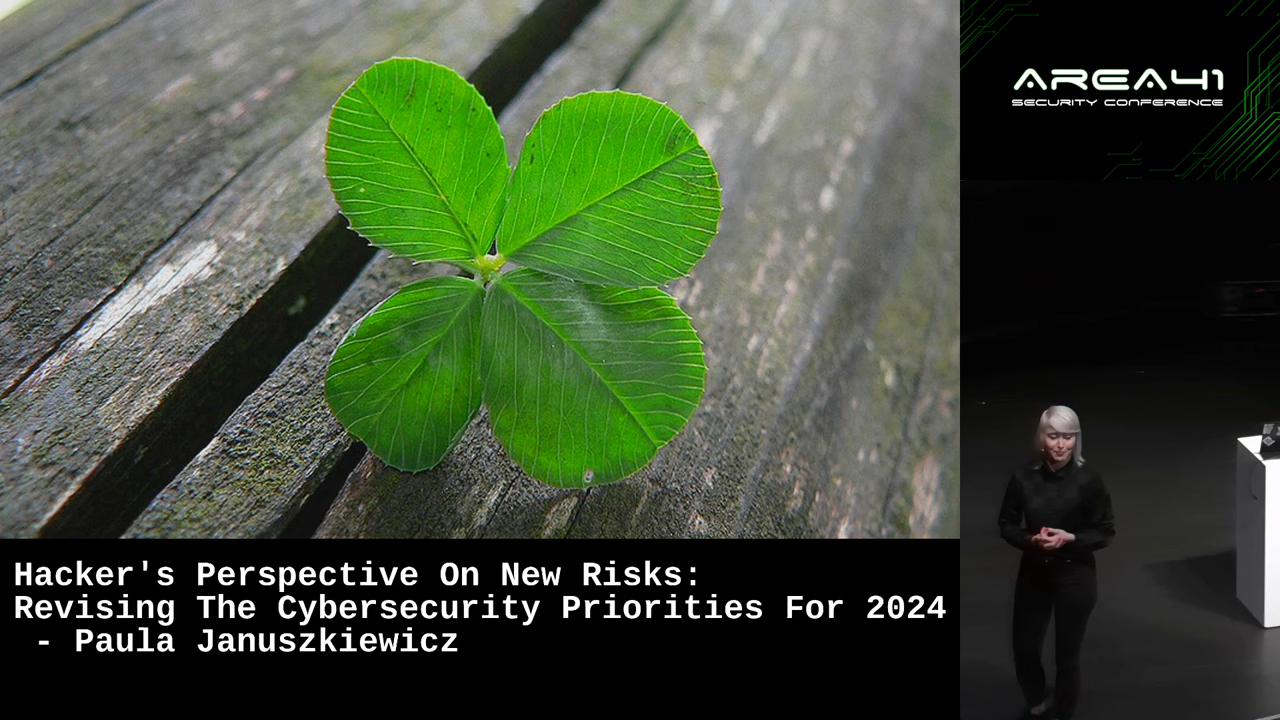 AREA41
SECURITY CONFERENCE
Hacker's Perspective On New Risks:
Revising The Cybersecurity Priorities For 2024
- Paula Januszkiewicz